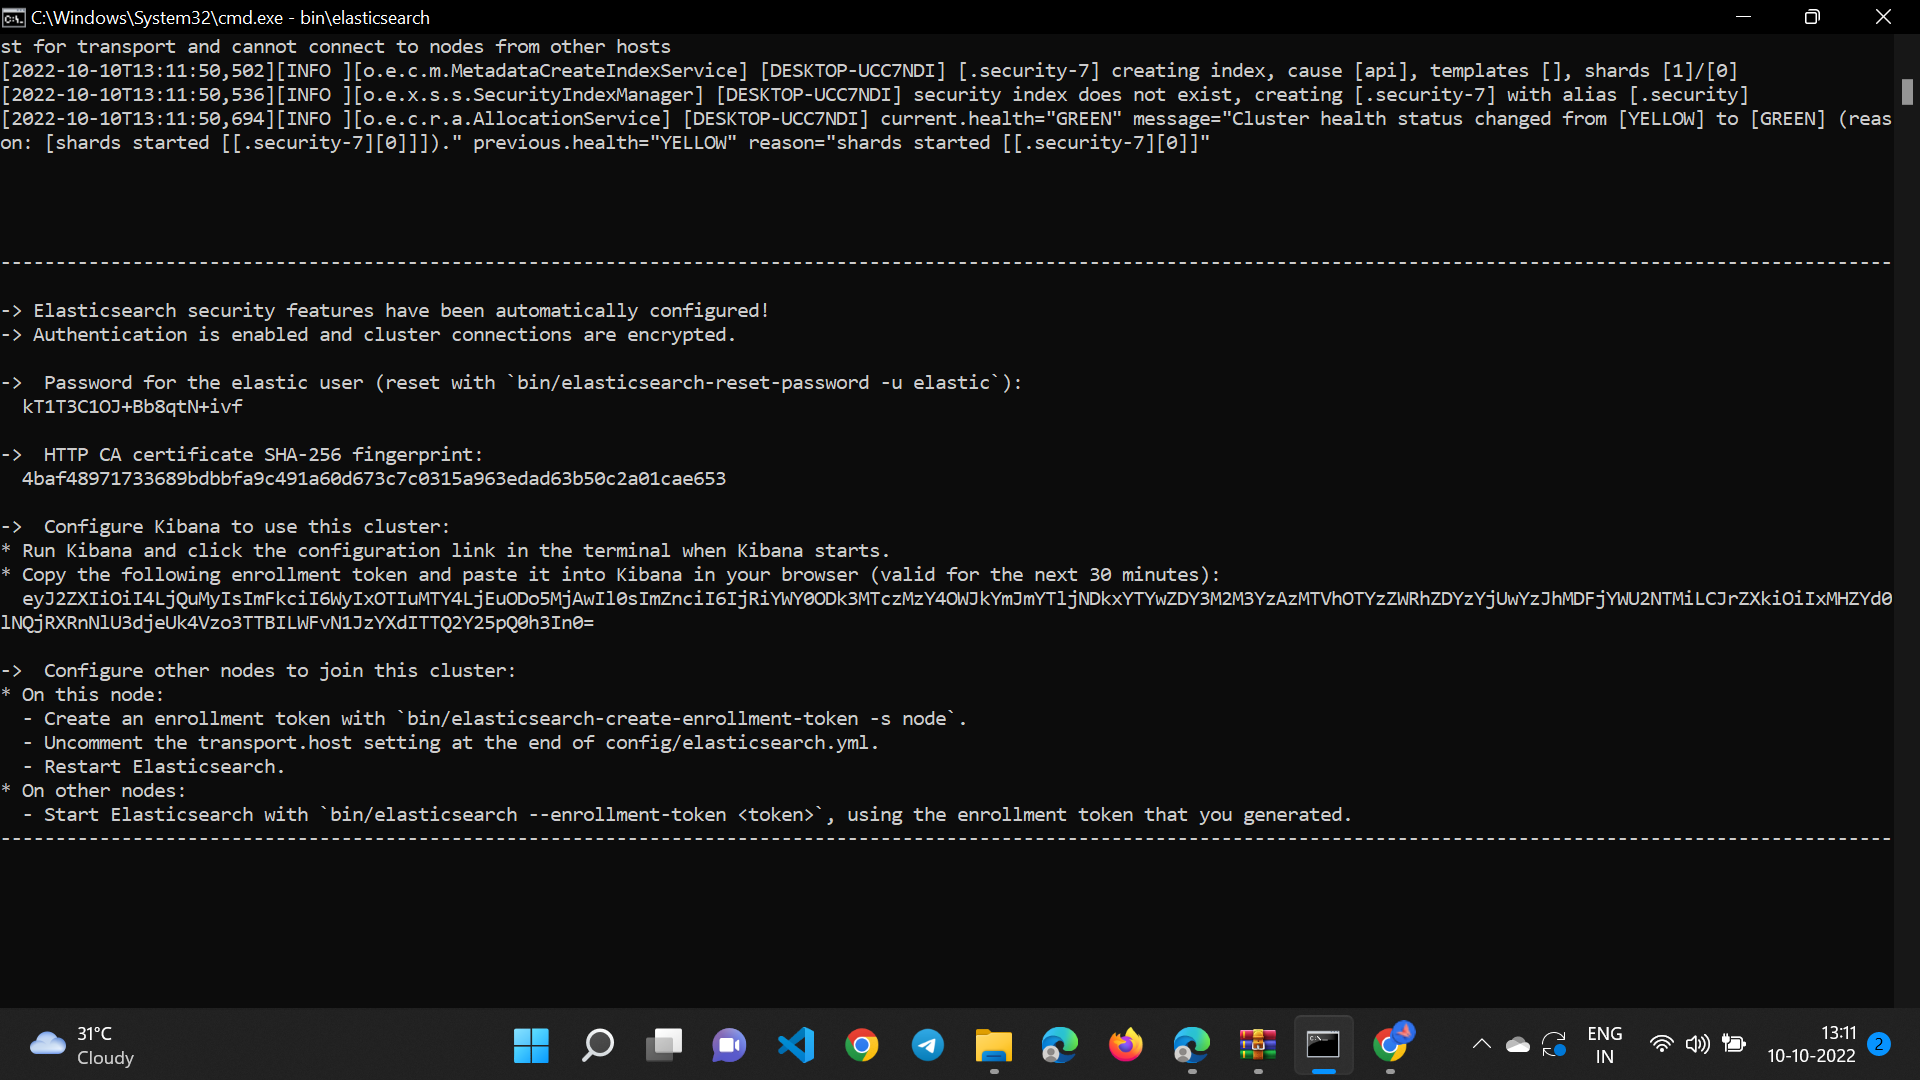 C:\Windows\System32\cmd.exe - bin\elasticsearch
st for transport and cannot connect to nodes from other hosts
[2022-10-10T13:11:50,502][INFO ][o.e.c.m.MetadataCreateIndexService] [DESKTOP-UCC7NDI] [.security-7] creating index, cause [api], templates [], shards [1]/[0]
[2022-10-10T13:11:50,536][INFO ][o.e.x.s.s.SecurityIndexManager] [DESKTOP-UCC7NDI] security index does not exist, creating [.security-7] with alias [.security]
[2022-10-10T13:11:50,694][INFO ][o.e.c.r.a.AllocationService] [DESKTOP-UCC7NDI] current.health="GREEN" message="Cluster health status changed from [YELLOW] to [GREEN] (reas
on: [shards started [[.security-7][0]]])." previous.health="YELLOW" reason="shards started [[.security-7][0]]"
-> Elasticsearch security features have been automatically configured!
-> Authentication is enabled and cluster connections are encrypted.
->  Password for the elastic user (reset with `bin/elasticsearch-reset-password -u elastic`):
kT1T3C1OJ+Bb8qtN+ivf
->  HTTP CA certificate SHA-256 fingerprint:
4baf48971733689bdbbfa9c491a60d673c7c0315a963edad63b50c2a01cae653
->  Configure Kibana to use this cluster:
* Run Kibana and click the configuration link in the terminal when Kibana starts.
* Copy the following enrollment token and paste it into Kibana in your browser (valid for the next 30 minutes):
eyJ2ZXIiOiI4LjQuMyIsImFkciI6WyIxOTIuMTY4LjEuODo5MjAwIl0sImZnciI6IjRiYWY0ODk3MTczMzY4OWJkYmJmYTljNDkxYTYwZDY3M2M3YzAzMTVhOTYzZWRhZDYzYjUwYzJhMDFjYWU2NTMiLCJrZXkiOiIxMHZYd0
lNQjRXRnNlU3djeUk4Vzo3TTBILWFvN1JzYXdITTQ2Y25pQ0h3In0=
->  Configure other nodes to join this cluster:
* On this node:
- Create an enrollment token with `bin/elasticsearch-create-enrollment-token -s node`.
- Uncomment the transport.host setting at the end of config/elasticsearch.yml.
- Restart Elasticsearch.
* On other nodes:
- Start Elasticsearch with `bin/elasticsearch --enrollment-token <token>`, using the enrollment token that you generated.
31°C
Cloudy
ENG
IN
13:11
10-10-2022
2